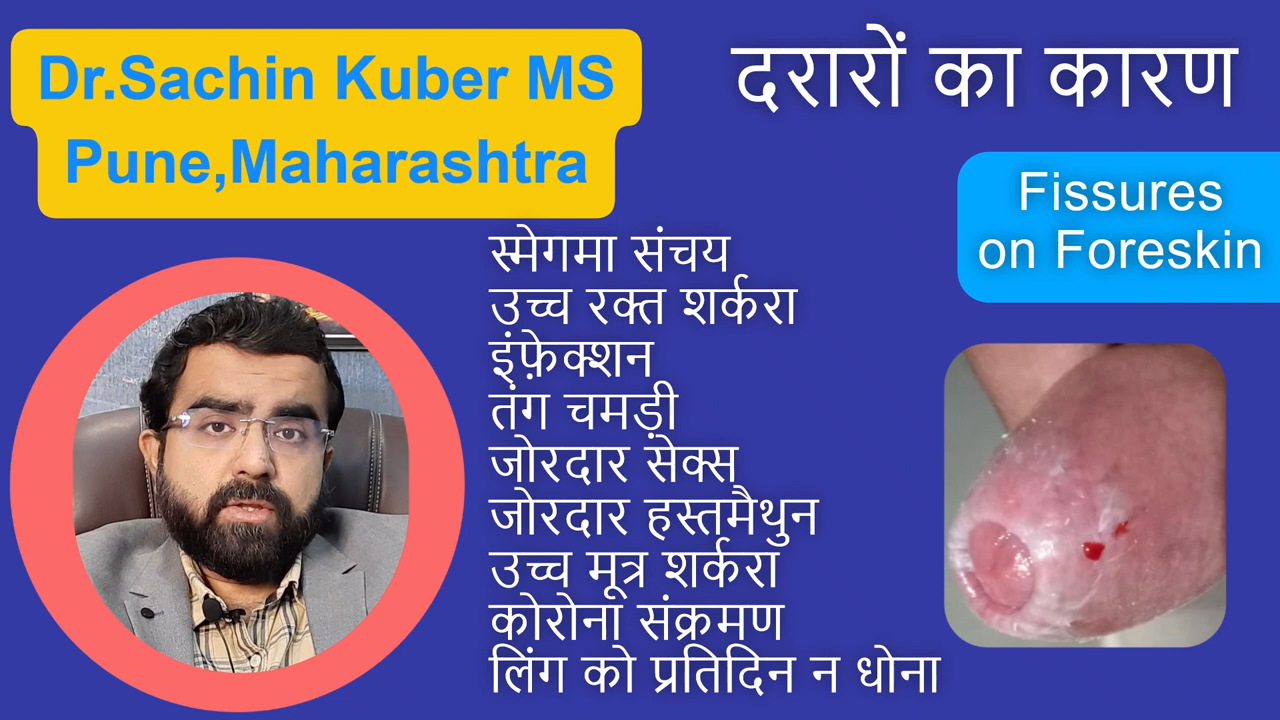 Dr.Sachin Kuber MS
Pune,Maharashtra
दरारों का कारण
Fissures
on Foreskin
स्मेगमा संचय
उच्च रक्त शर्करा
इंफ़ेक्शन
तंग चमड़ी
जोरदार सेक्स
जोरदार हस्तमैथुन
उच्च मूत्र शर्करा
कोरोना संक्रमण
लिंग को प्रतिदिन न धोना